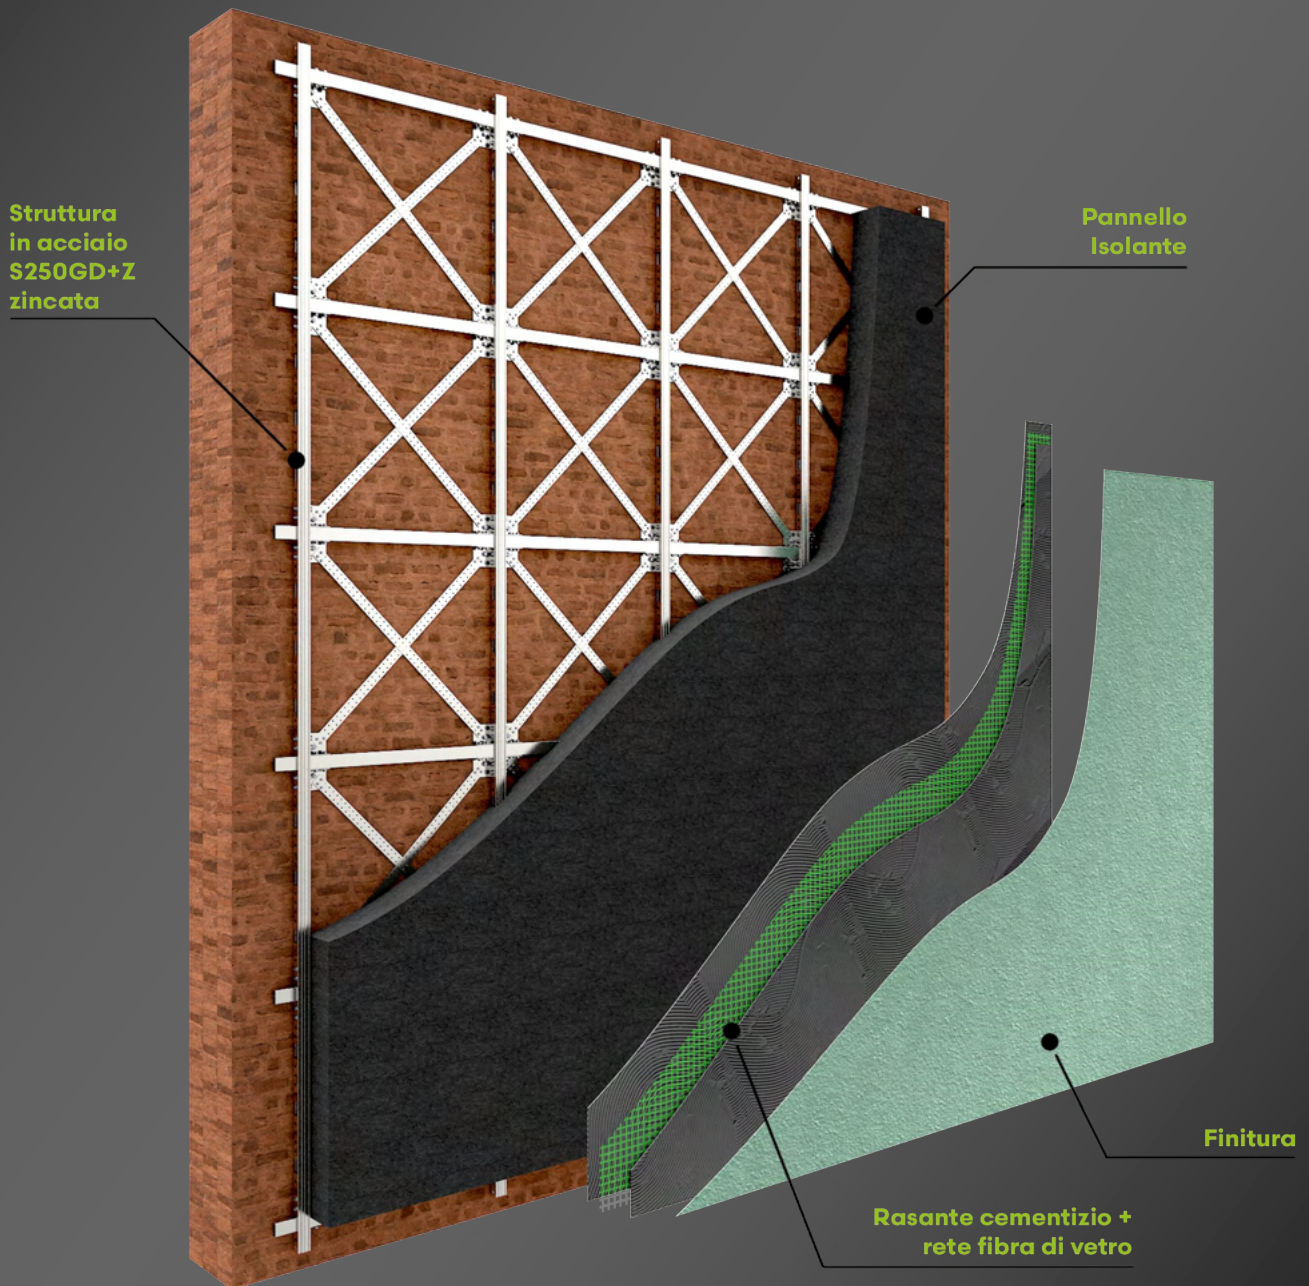 Struttura
in acciaio
S250GD+Z
zincata
Pannello
Isolante
Finitura
Rasante cementizio +
rete fibra di vetro